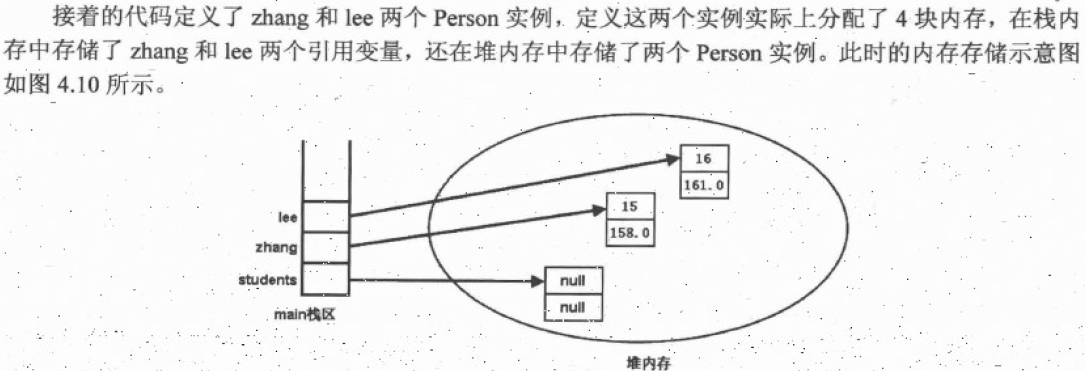 接着的代码定义了 zhang 和 lee 两个 Person 实例，定义这两个实例实际上分配了 4 块内存，在栈内
存中存储了 zhang 和 lee 两个引用变量，还在堆内存中存储了两个 Person 实例。此时的内存存储示意图
如图 4.10 所示。
16
161.0
lee
15
158.0
zhang
students
null
null
main栈区
堆内存